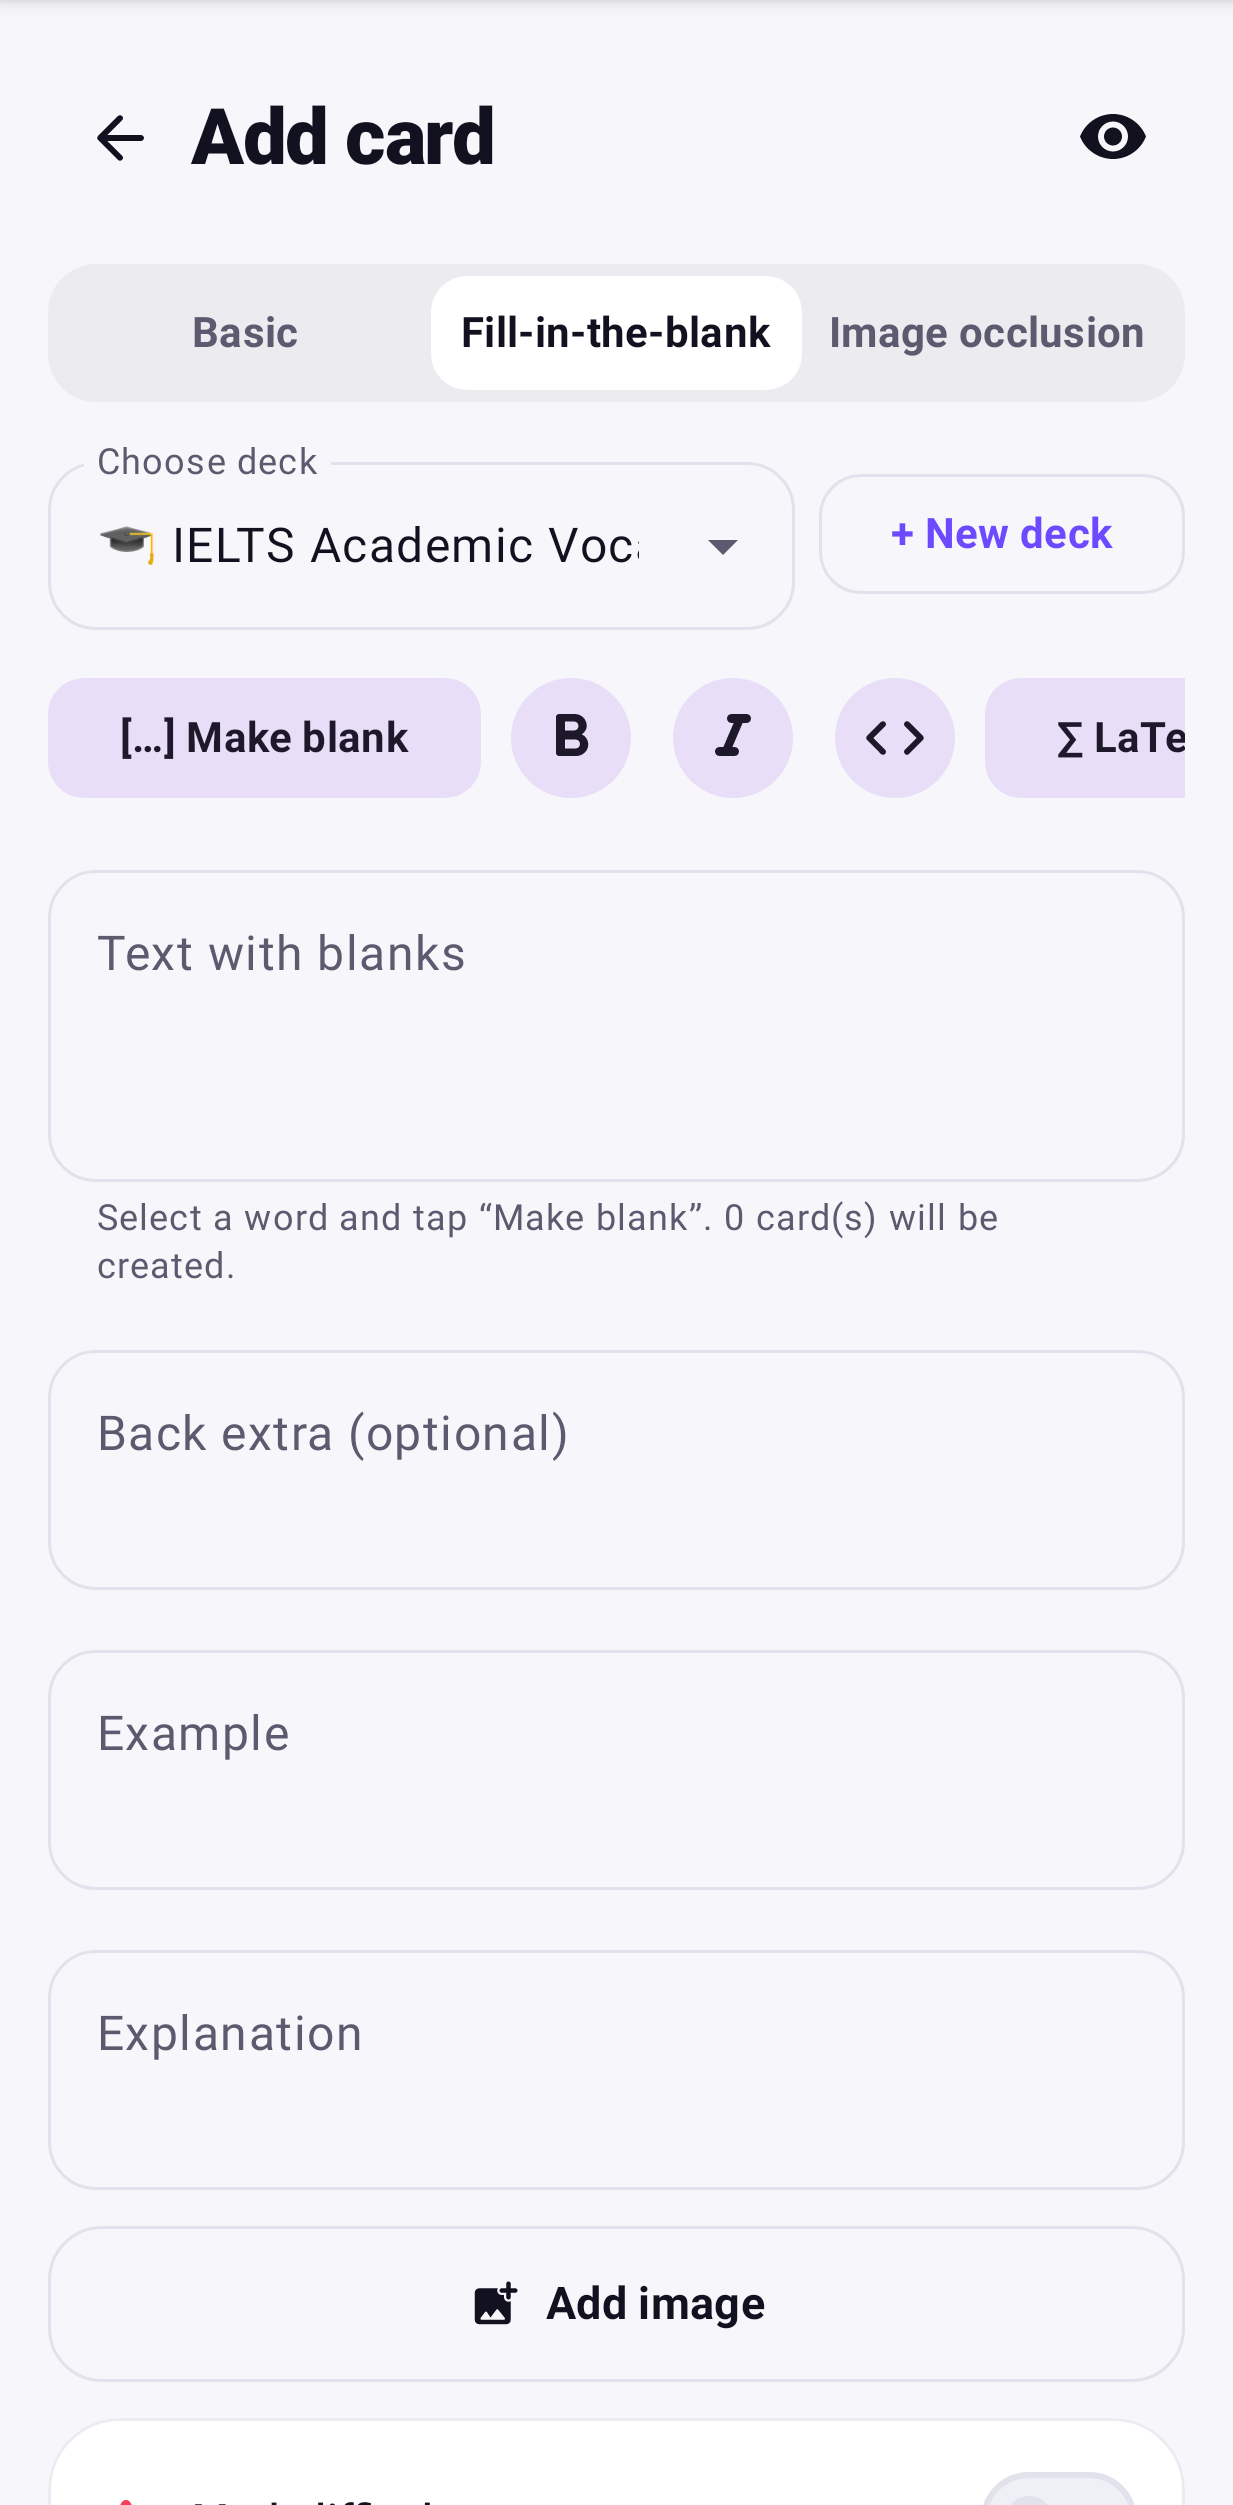 Add card
Basic
Fill-in-the-blank
Image occlusion
Choose deck
🎓 IELTS Academic Voc
+ New deck
[...] Make blank
B
I
<>
Σ LaTe
Text with blanks
Select a word and tap “Make blank”. 0 card(s) will be
created.
Back extra (optional)
Example
Explanation
Add image